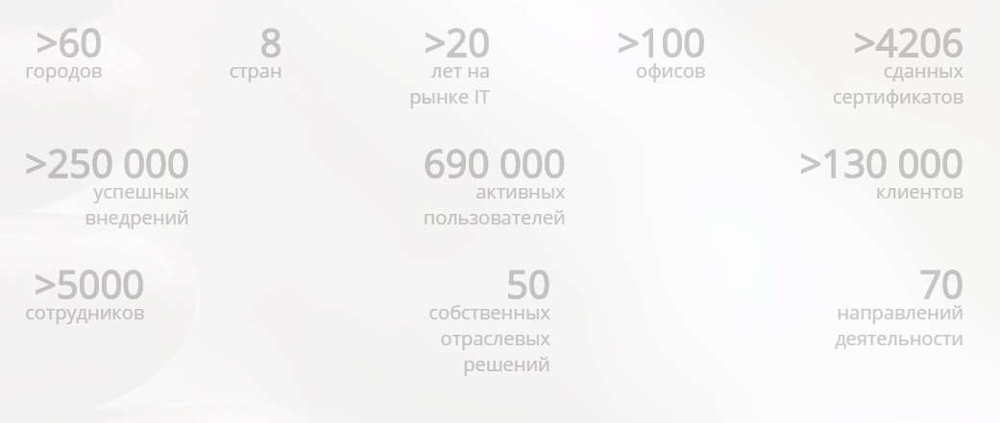 >60
городов
8
стран
>20
лет на
рынке IT
>100
офисов
>4206
сданных
сертификатов
>250 000
успешных
внедрений
690 000
активных
пользователей
>130 000
клиентов
>5000
сотрудников
50
собственных
отраслевых
решений
70
направлений
деятельности